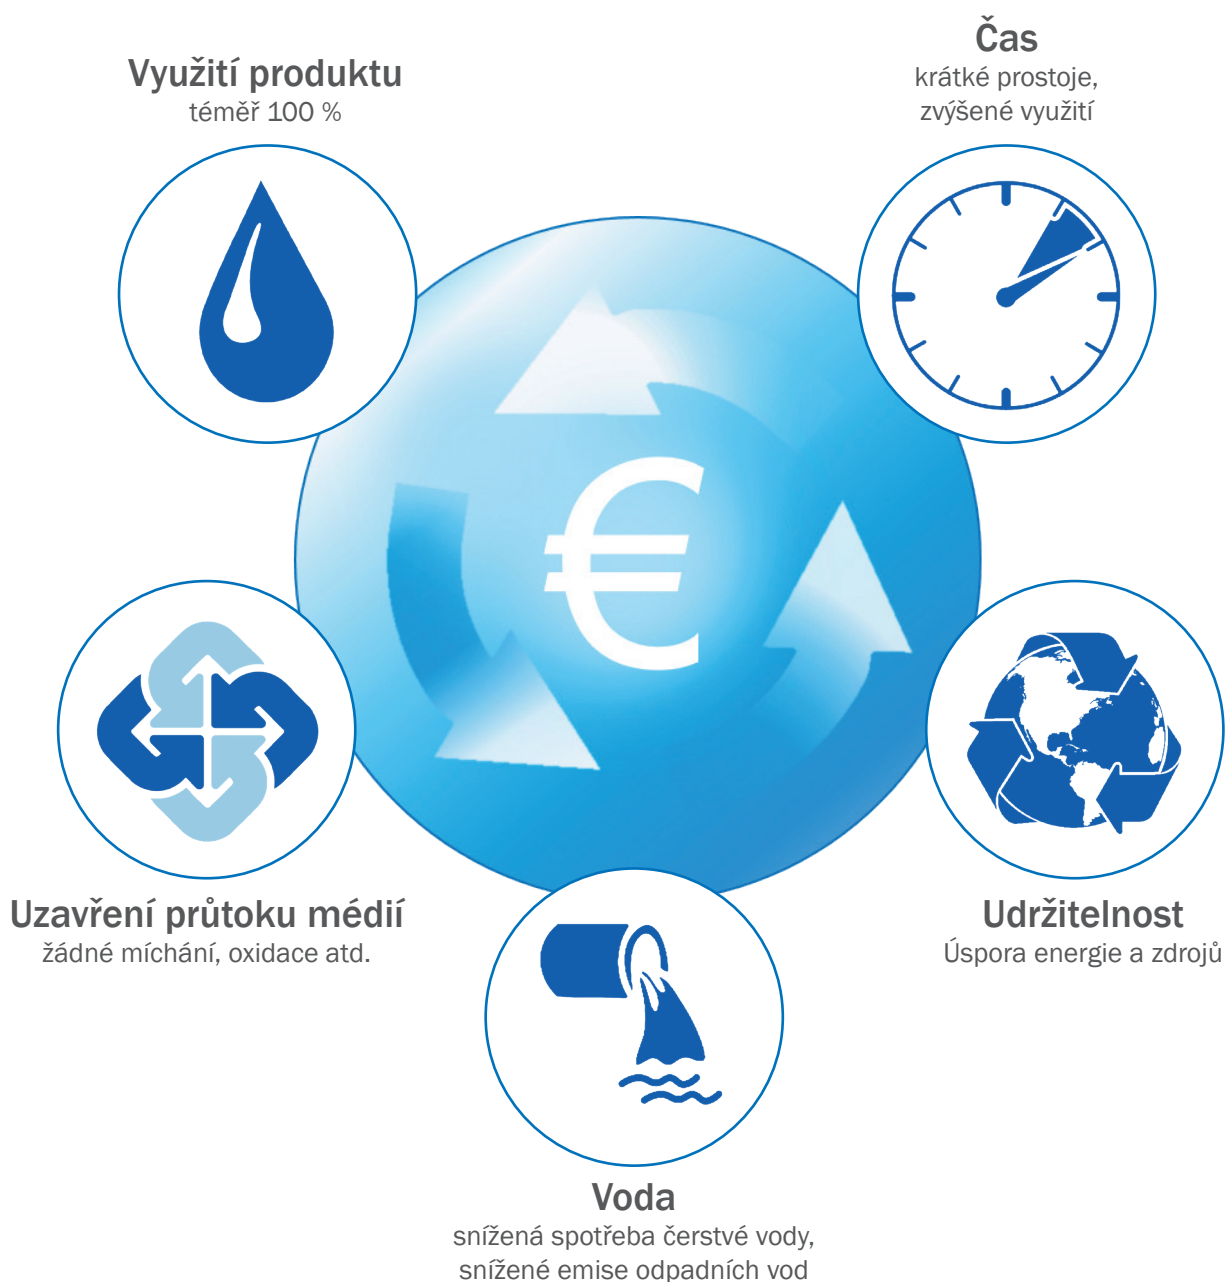 Čas
krátké prostoje,
zvýšené využití
Využití produktu
téměř 100 %
€
Uzavření průtoku médií
žádné míchání, oxidace atd.
Udržitelnost
Úspora energie a zdrojů
Voda
snížená spotřeba čerstvé vody,
snížené emise odpadních vod